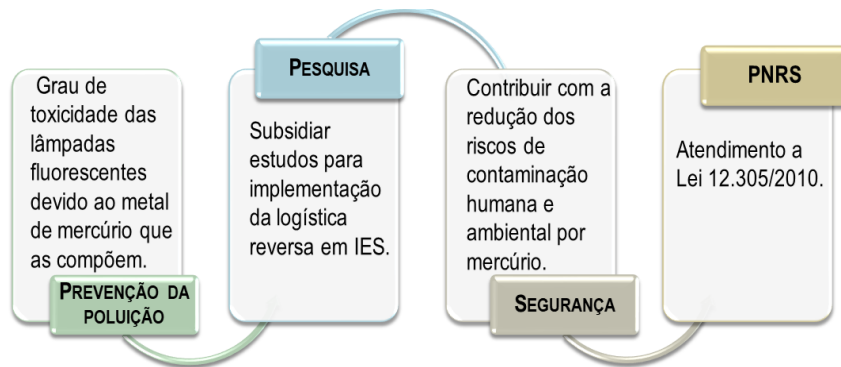 Grau de
toxicidade das
lâmpadas
fluorescentes
devido ao metal
de mercúrio que
as compõem.
PREVENÇÃO DA
POLUIÇÃO
PESQUISA
Subsidiar
estudos para
implementação
da logística
reversa em IES.
Contribuir com a
redução dos
riscos de
contaminação
humana e
ambiental por
mercúrio.
SEGURANÇA
PNRS
Atendimento a
Lei 12.305/2010.